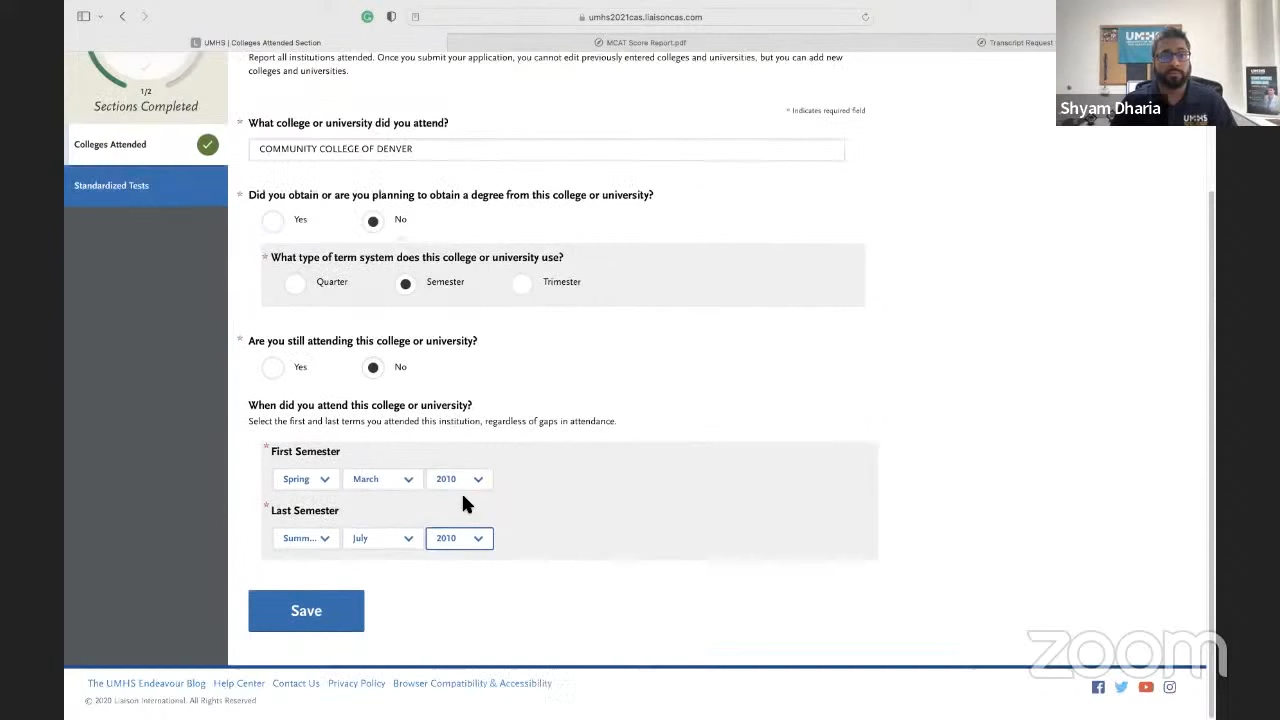 umhs2021cas.liaisoncas.com
UMHS | Colleges Attended Section
MCAT Score Report.pdf
Transcript Request
UMHS
Shyam Dharia
UMHS
Report all institutions attended. Once you submit your application, you cannot edit previously entered colleges and universities, but you can add new
colleges and universities.
1/2
Sections Completed
* Indicates required field
Colleges Attended
Standardized Tests
* What college or university did you attend?
COMMUNITY COLLEGE OF DENVER
* Did you obtain or are you planning to obtain a degree from this college or university?
Yes No
* What type of term system does this college or university use?
Quarter Semester Trimester
* Are you still attending this college or university?
Yes No
When did you attend this college or university?
Select the first and last terms you attended this institution, regardless of gaps in attendance.
* First Semester
Spring March 2010
* Last Semester
Summ... July 2010
Save
zoom
The UMHS Endeavour Blog Help Center Contact Us Privacy Policy Browser Compatibility & Accessibility
© 2020 Liaison International. All Rights Reserved